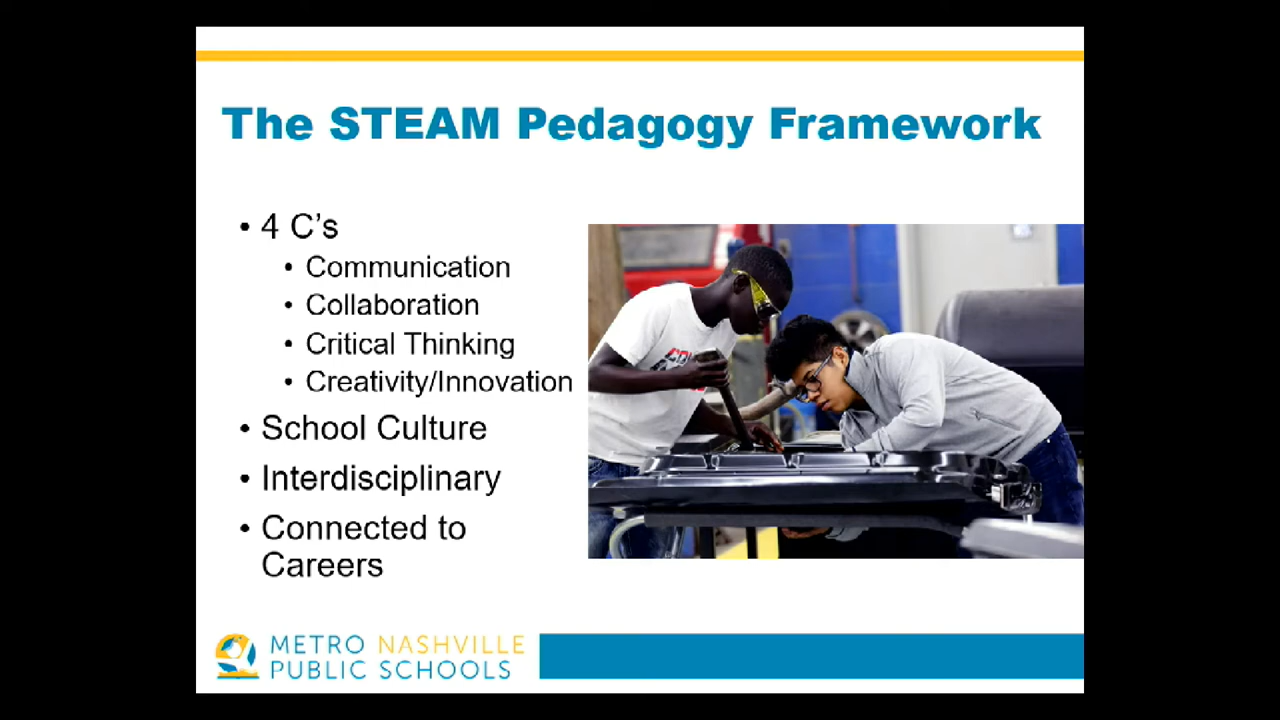 The STEAM Pedagogy Framework
• 4 C's
• Communication
• Collaboration
• Critical Thinking
• Creativity/Innovation
• School Culture
• Interdisciplinary
• Connected to
Careers
METRO NASHVILLE
PUBLIC SCHOOLS